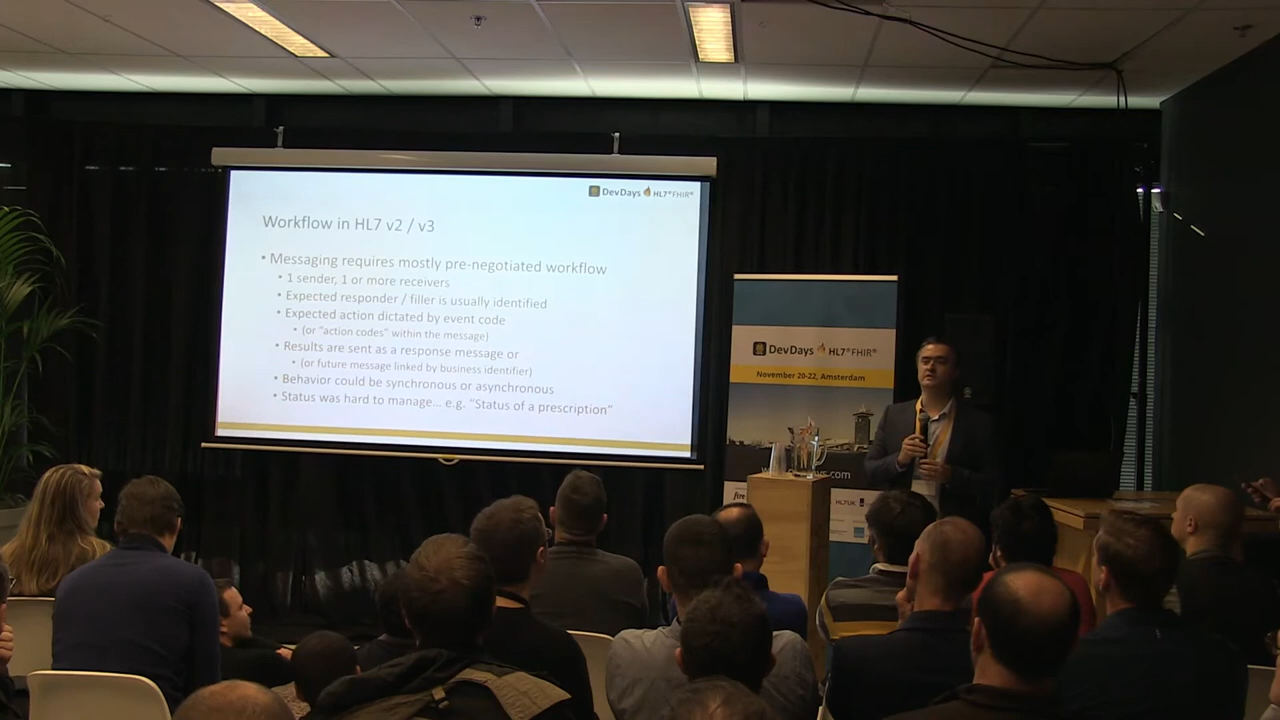 DevDays HL7® FHIR®
Workflow in HL7 v2 / v3
• Messaging requires mostly pre-negotiated workflow
• 1 sender, 1 or more receivers
• Expected responder / filler is usually identified
• Expected action dictated by event code
• (or "action codes" within the message)
• Results are sent as a response message or
• (or future message linked by business identifier)
• Behavior could be synchronous or asynchronous
• Status was hard to manage... e.g. "Status of a prescription"
DevDays HL7® FHIR®
November 20-22, Amsterdam
.com
fire
HL7UK